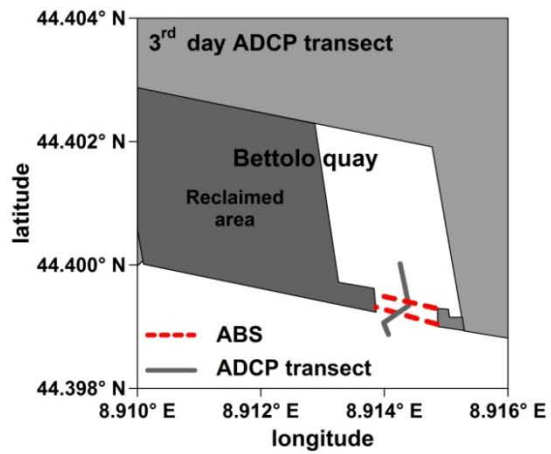 44.404° N
3rd day ADCP transect
44.402° N
Bettolo quay
Reclaimed
area
latitude
44.400° N
ABS
ADCP transect
44.398° N
8.910° E 8.912° E 8.914° E 8.916° E
longitude